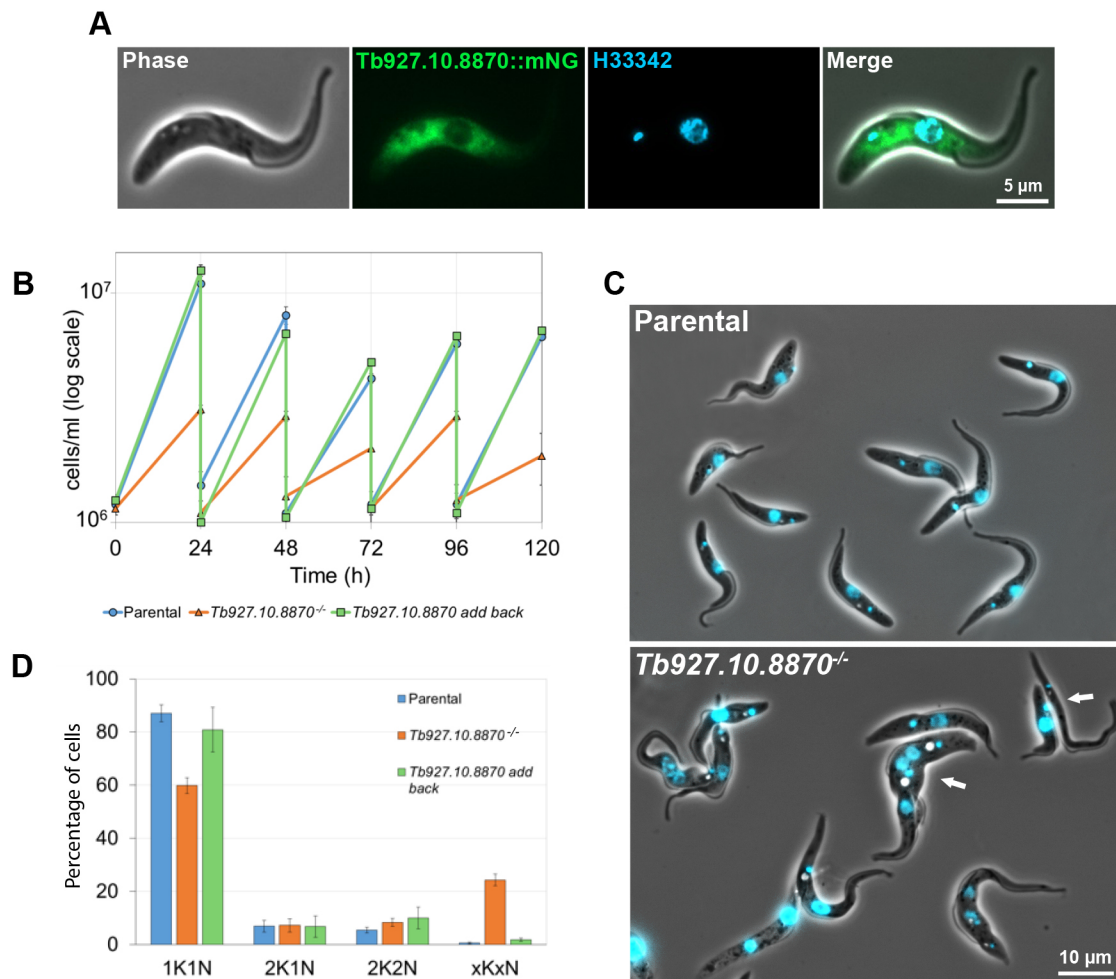 A
Phase
Tb927.10.8870::mNG
H33342
Merge
5 µm
B
cells/ml (log scale)
10⁷
10⁶
0 24 48 72 96 120
Time (h)
Parental Tb927.10.8870-/- Tb927.10.8870 add back
C
Parental
Tb927.10.8870-/-
10 µm
D
Percentage of cells
100
80
60
40
20
0
Parental
Tb927.10.8870-/-
Tb927.10.8870 add
back
1K1N 2K1N 2K2N xKxN